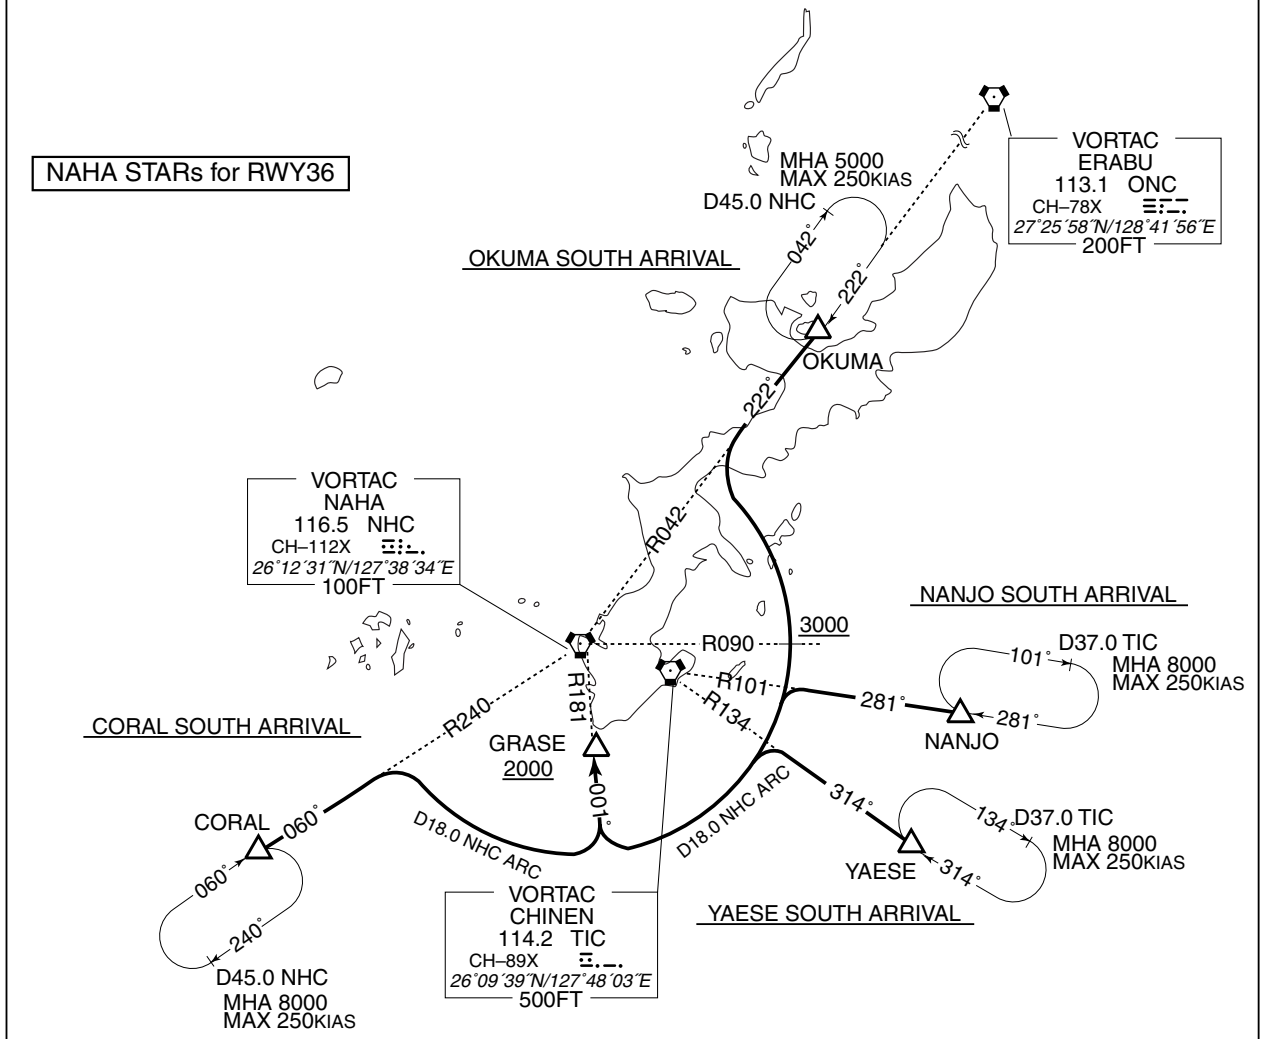 NAHA STARs for RWY36
MHA 5000
MAX 250KIAS
D45.0 NHC
042°
222°
VORTAC
ERABU
113.1 ONC
CH–78X
27°25´58˝N/128°41´56˝E
200FT
OKUMA SOUTH ARRIVAL
OKUMA
222°
VORTAC
NAHA
116.5 NHC
CH–112X
26°12´31˝N/127°38´34˝E
100FT
R042
NANJO SOUTH ARRIVAL
3000
R090
R101
R134
R181
R240
D37.0 TIC
MHA 8000
MAX 250KIAS
101°
281°
281°
NANJO
CORAL SOUTH ARRIVAL
GRASE
2000
001°
CORAL
060°
060°
240°
D45.0 NHC
MHA 8000
MAX 250KIAS
D18.0 NHC ARC
D18.0 NHC ARC
314°
134°
314°
D37.0 TIC
MHA 8000
MAX 250KIAS
YAESE
YAESE SOUTH ARRIVAL
VORTAC
CHINEN
114.2 TIC
CH–89X
26°09´39˝N/127°48´03˝E
500FT